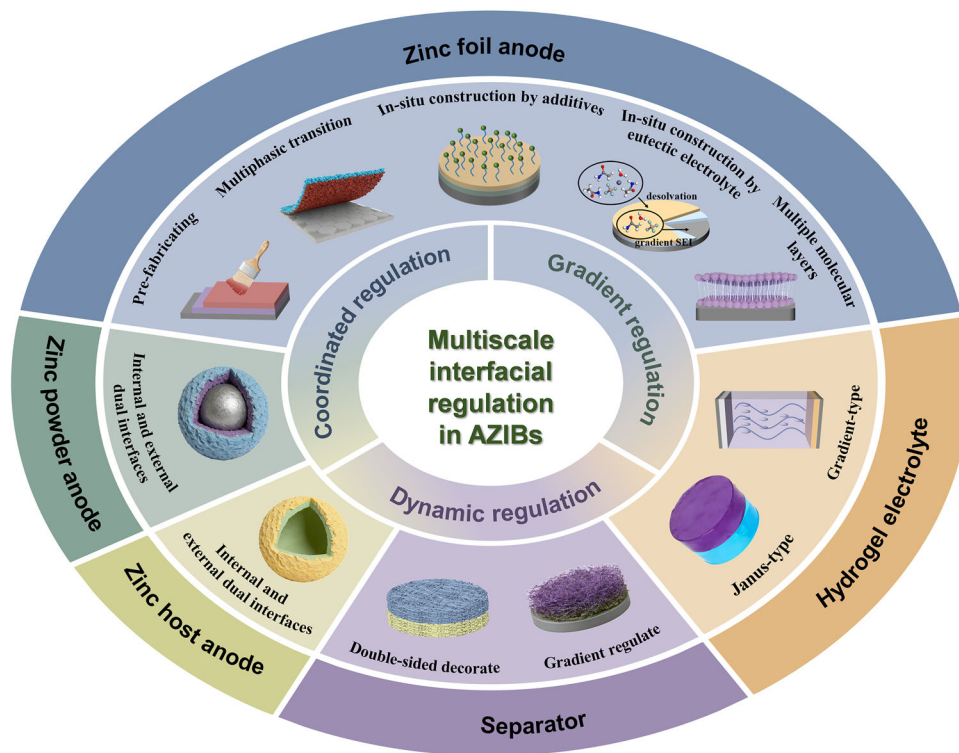 Zinc foil anode
Pre-fabricating
Multiphasic transition
In-situ construction by additives
In-situ construction by
eutectic electrolyte
desolvation
gradient SEI
Multiple molecular
layers
Coordinated regulation
Gradient regulation
Dynamic regulation
Multiscale
interfacial
regulation
in AZIBs
Zinc powder anode
Internal and external
dual interfaces
Zinc host anode
Internal and
external dual interfaces
Separator
Double-sided decorate
Gradient regulate
Hydrogel electrolyte
Gradient-type
Janus-type